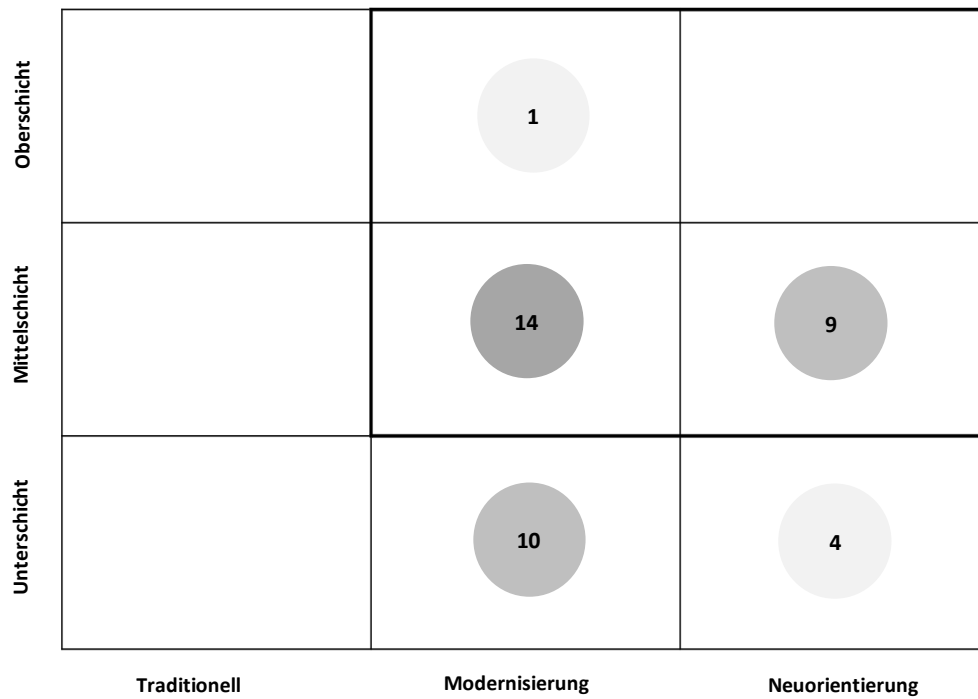 Oberschicht
1
Mittelschicht
14
9
Unterschicht
10
4
Traditionell
Modernisierung
Neuorientierung